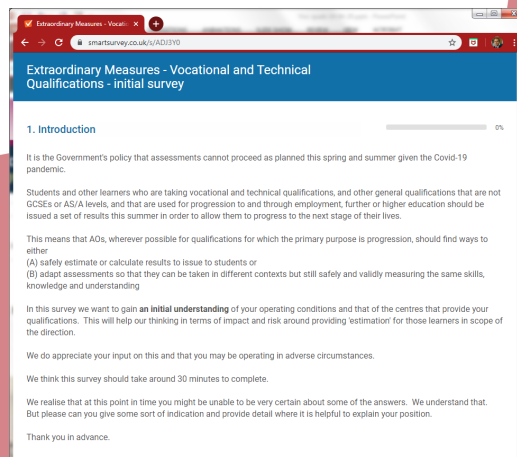 Extraordinary Measures - Vocatio
smartsurvey.co.uk/s/ADJ3Y0
Extraordinary Measures - Vocational and Technical
Qualifications - initial survey
1. Introduction
0%
It is the Government's policy that assessments cannot proceed as planned this spring and summer given the Covid-19
pandemic.
Students and other learners who are taking vocational and technical qualifications, and other general qualifications that are not
GCSEs or AS/A levels, and that are used for progression to and through employment, further or higher education should be
issued a set of results this summer in order to allow them to progress to the next stage of their lives.
This means that AOs, wherever possible for qualifications for which the primary purpose is progression, should find ways to
either
(A) safely estimate or calculate results to issue to students or
(B) adapt assessments so that they can be taken in different contexts but still safely and validly measuring the same skills,
knowledge and understanding
In this survey we want to gain an initial understanding of your operating conditions and that of the centres that provide your
qualifications. This will help our thinking in terms of impact and risk around providing 'estimation' for those learners in scope of
the direction.
We do appreciate your input on this and that you may be operating in adverse circumstances.
We think this survey should take around 30 minutes to complete.
We realise that at this point in time you might be unable to be very certain about some of the answers. We understand that.
But please can you give some sort of indication and provide detail where it is helpful to explain your position.
Thank you in advance.